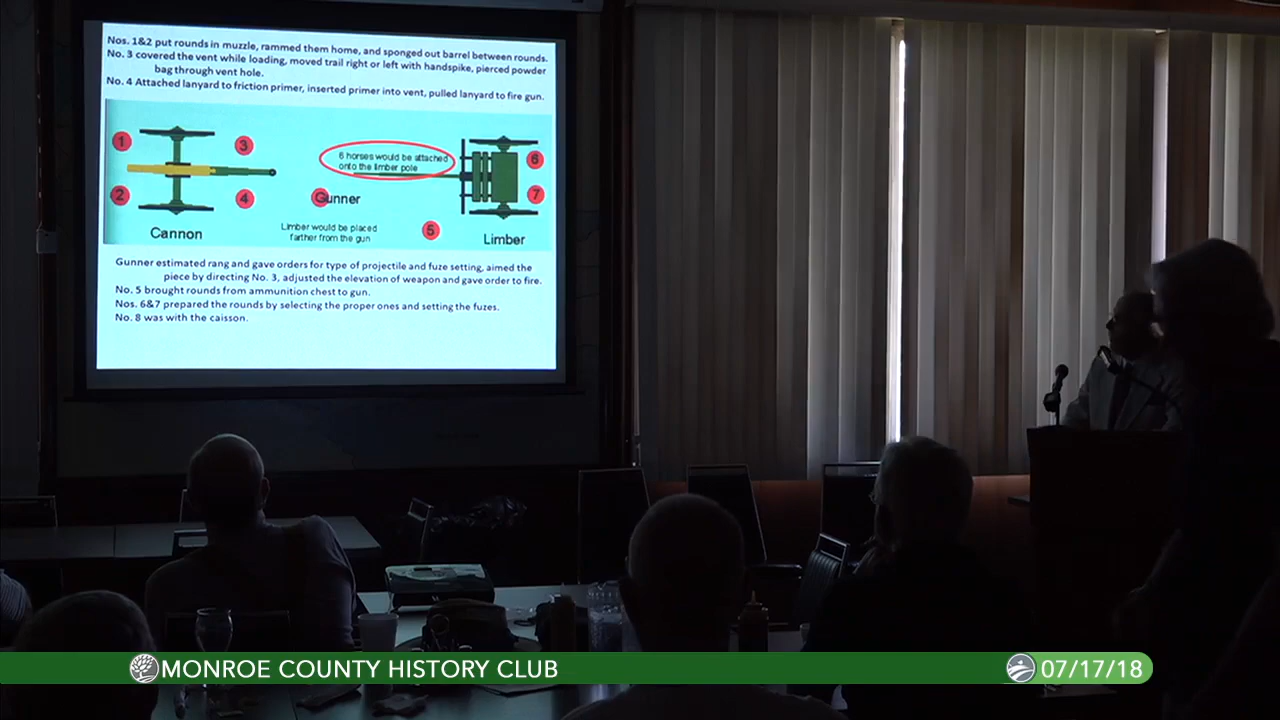 Nos. 1&2 put rounds in muzzle, rammed them home, and sponged out barrel between rounds.
No. 3 covered the vent while loading, moved trail right or left with handspike, pierced powder
bag through vent hole.
No. 4 Attached lanyard to friction primer, inserted primer into vent, pulled lanyard to fire gun.
1
3
6 horses would be attached
onto the limber pole
6
2
4
Gunner
7
Limber would be placed
farther from the gun
5
Cannon
Limber
Gunner estimated rang and gave orders for type of projectile and fuze setting, aimed the
piece by directing No. 3, adjusted the elevation of weapon and gave order to fire.
No. 5 brought rounds from ammunition chest to gun.
Nos. 6&7 prepared the rounds by selecting the proper ones and setting the fuzes.
No. 8 was with the caisson.
MONROE COUNTY HISTORY CLUB
07/17/18